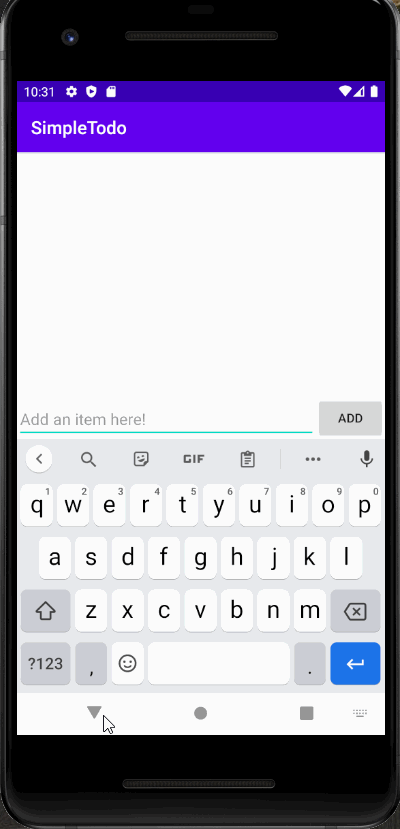 10:31
SimpleTodo
Add an item here!
ADD
GIF
q1 w2 e3 r4 t5 y6 u7 i8 o9 p0
a s d f g h j k l
z x c v b n m
?123 , .